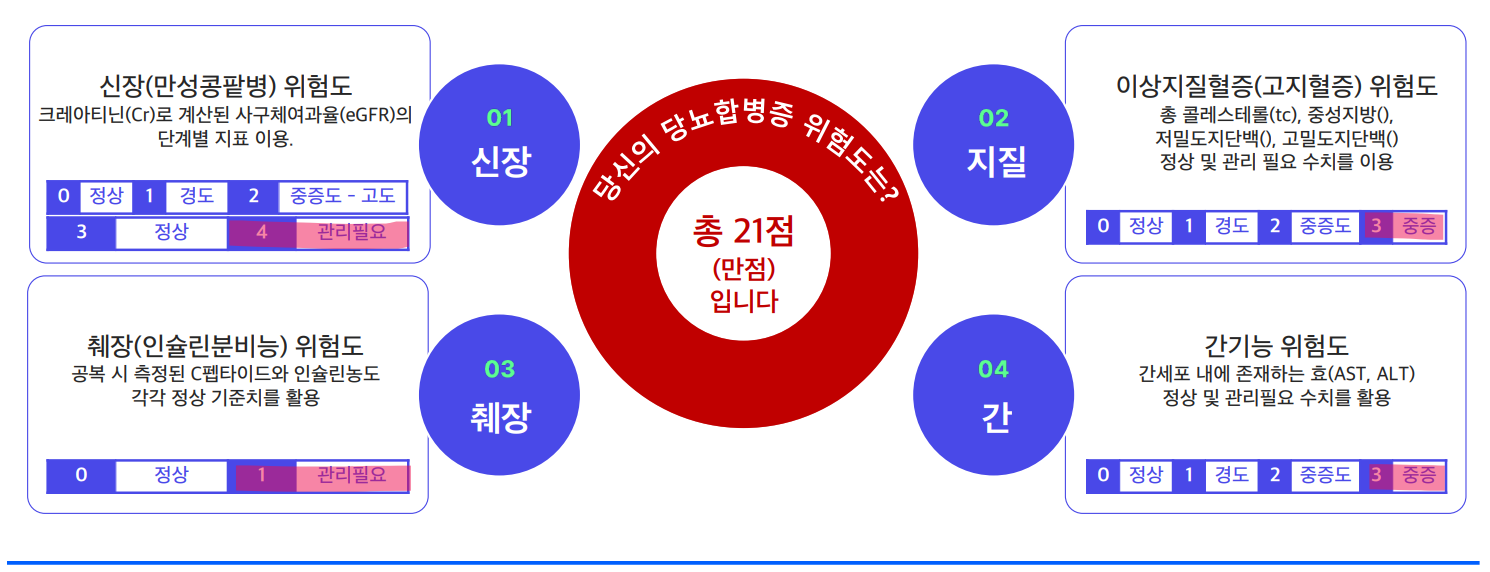 신장(만성콩팥병) 위험도
크레아티닌(Cr)로 계산된 사구체여과율(eGFR)의
단계별 지표 이용.
0 정상 1 경도 2 중증도 - 고도
3 정상 4 관리필요
01
신장
당신의 당뇨합병증 위험도는?
총 21점
(만점)
입니다
02
지질
이상지질혈증(고지혈증) 위험도
총 콜레스테롤(tc), 중성지방(),
저밀도지단백(), 고밀도지단백()
정상 및 관리 필요 수치를 이용
0 정상 1 경도 2 중증도 3 중증
췌장(인슐린분비능) 위험도
공복 시 측정된 C펩타이드와 인슐린농도
각각 정상 기준치를 활용
0 정상 1 관리필요
03
췌장
04
간
간기능 위험도
간세포 내에 존재하는 효(AST, ALT)
정상 및 관리필요 수치를 활용
0 정상 1 경도 2 중증도 3 중증